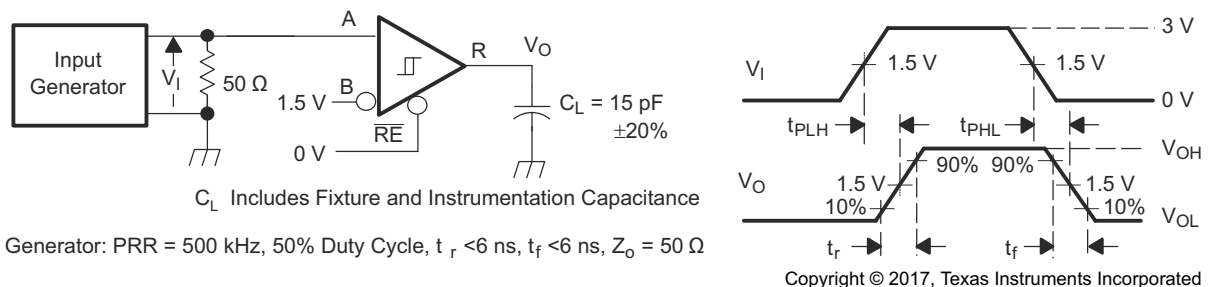 Input
Generator
V_I
50 Ω
A
B
1.5 V
0 V
RE
R
V_O
C_L = 15 pF
±20%
C_L Includes Fixture and Instrumentation Capacitance
Generator: PRR = 500 kHz, 50% Duty Cycle, t_r <6 ns, t_f <6 ns, Z_o = 50 Ω
3 V
V_I
1.5 V
1.5 V
0 V
t_PLH
t_PHL
V_OH
90%
90%
V_O
1.5 V
1.5 V
10%
10%
V_OL
t_r
t_f
Copyright © 2017, Texas Instruments Incorporated